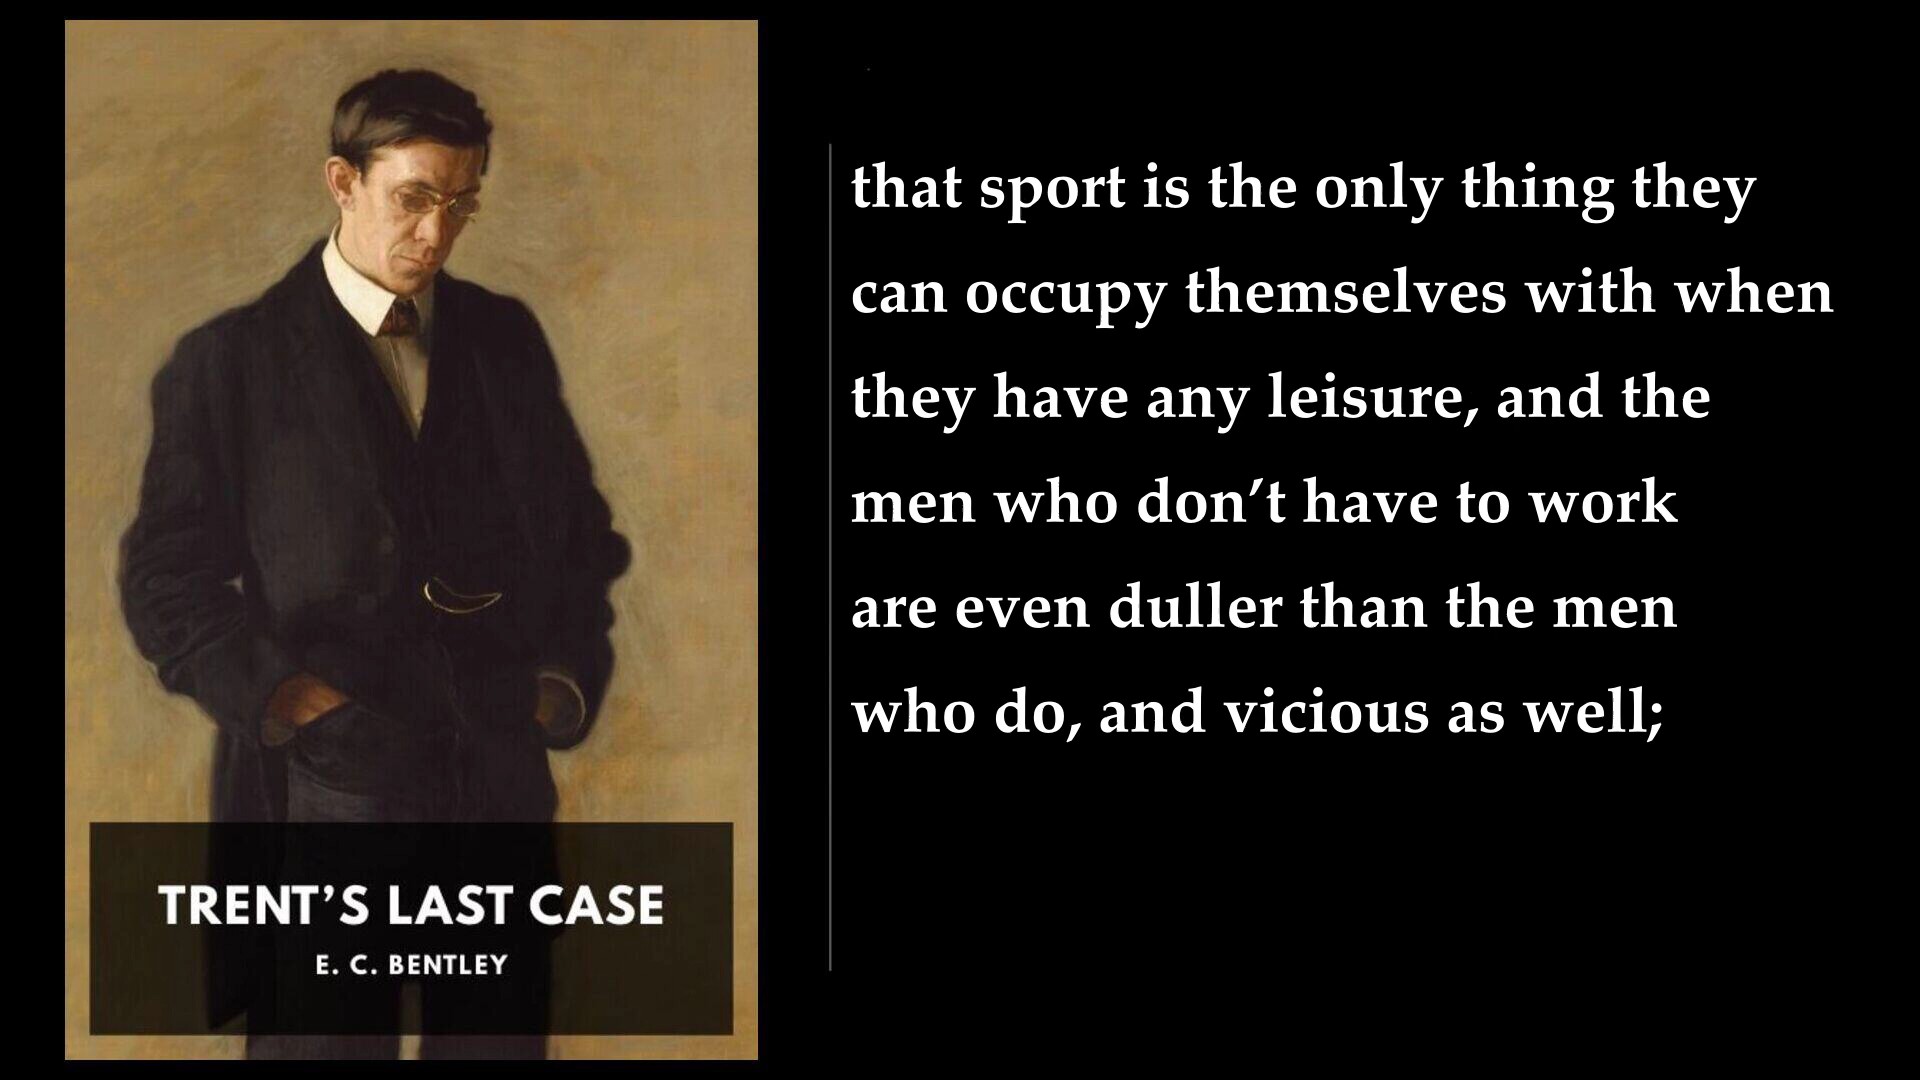 that sport is the only thing they
can occupy themselves with when
they have any leisure, and the
men who don’t have to work
are even duller than the men
who do, and vicious as well;
TRENT’S LAST CASE
E. C. BENTLEY